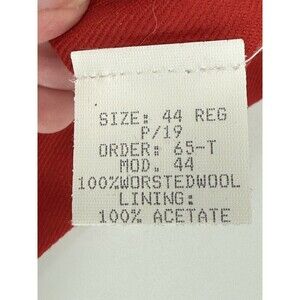 SIZE: 44 REG
P/19
ORDER: 65-T
MOD. 44
100%WORSTEDWOOL
LINING:
100% ACETATE